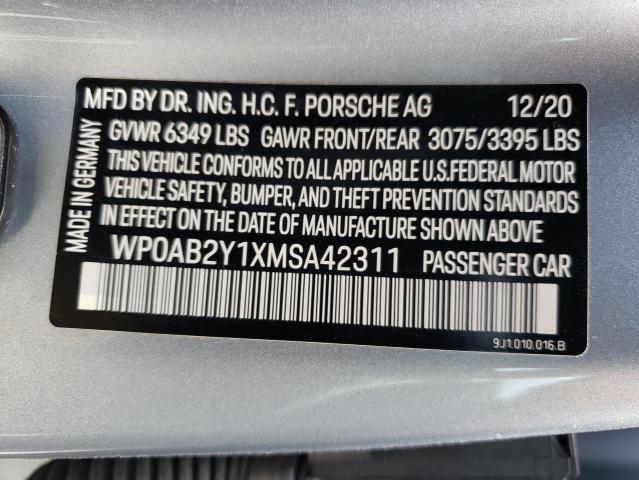 MFD BY DR. ING. H.C. F. PORSCHE AG 12/20
GVWR 6349 LBS GAWR FRONT/REAR 3075/3395 LBS
THIS VEHICLE CONFORMS TO ALL APPLICABLE U.S.FEDERAL MOTOR
VEHICLE SAFETY, BUMPER, AND THEFT PREVENTION STANDARDS
IN EFFECT ON THE DATE OF MANUFACTURE SHOWN ABOVE
WP0AB2Y1XMSA42311 PASSENGER CAR
9J1.010.016.B
MADE IN GERMANY